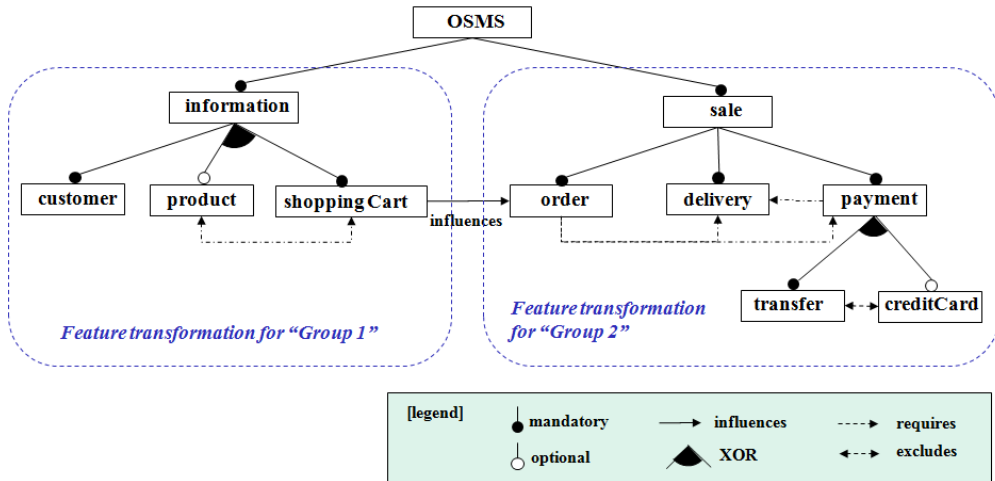 OSMS
information
sale
customer
product
shopping Cart
influences
order
delivery
payment
transfer
creditCard
Feature transformation for “Group 1”
Feature transformation
for “Group 2”
[legend]
mandatory
influences
requires
optional
XOR
excludes